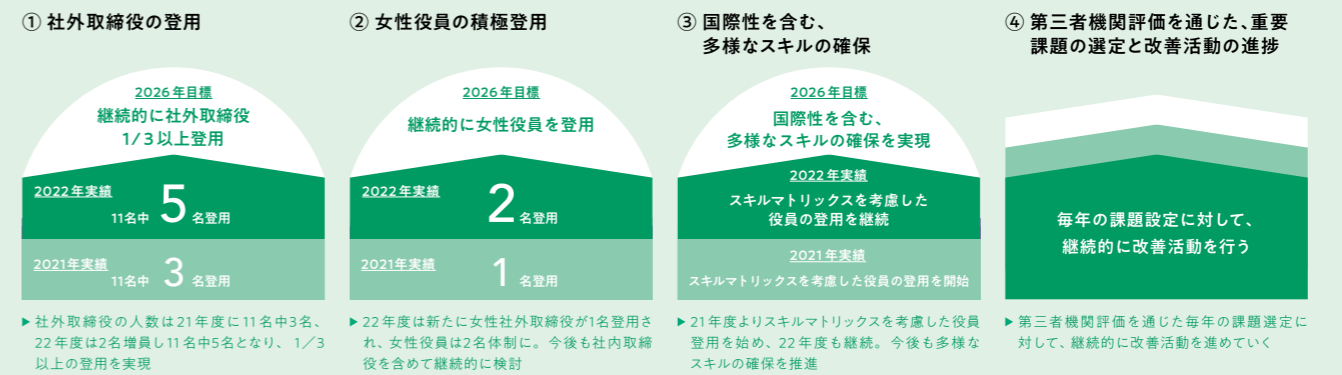 ① 社外取締役の登用
2026年目標
継続的に社外取締役
1/3以上登用
2022年実績
11名中 5 名登用
2021年実績
11名中 3 名登用
▶ 社外取締役の人数は21年度に11名中3名、
22年度は2名増員し11名中5名となり、1／3
以上の登用を実現
② 女性役員の積極登用
2026年目標
継続的に女性役員を登用
2022年実績
2 名登用
2021年実績
1 名登用
▶ 22年度は新たに女性社外取締役が1名登用さ
れ、女性役員は2名体制に。今後も社内取締
役を含めて継続的に検討
③ 国際性を含む、
多様なスキルの確保
2026年目標
国際性を含む、
多様なスキルの確保を実現
2022年実績
スキルマトリックスを考慮した
役員の登用を継続
2021年実績
スキルマトリックスを考慮した役員の登用を開始
▶ 21年度よりスキルマトリックスを考慮した役員
登用を始め、22年度も継続。今後も多様な
スキルの確保を推進
④ 第三者機関評価を通じた、重要
課題の選定と改善活動の進捗
毎年の課題設定に対して、
継続的に改善活動を行う
▶ 第三者機関評価を通じた毎年の課題選定に
対して、継続的に改善活動を進めていく